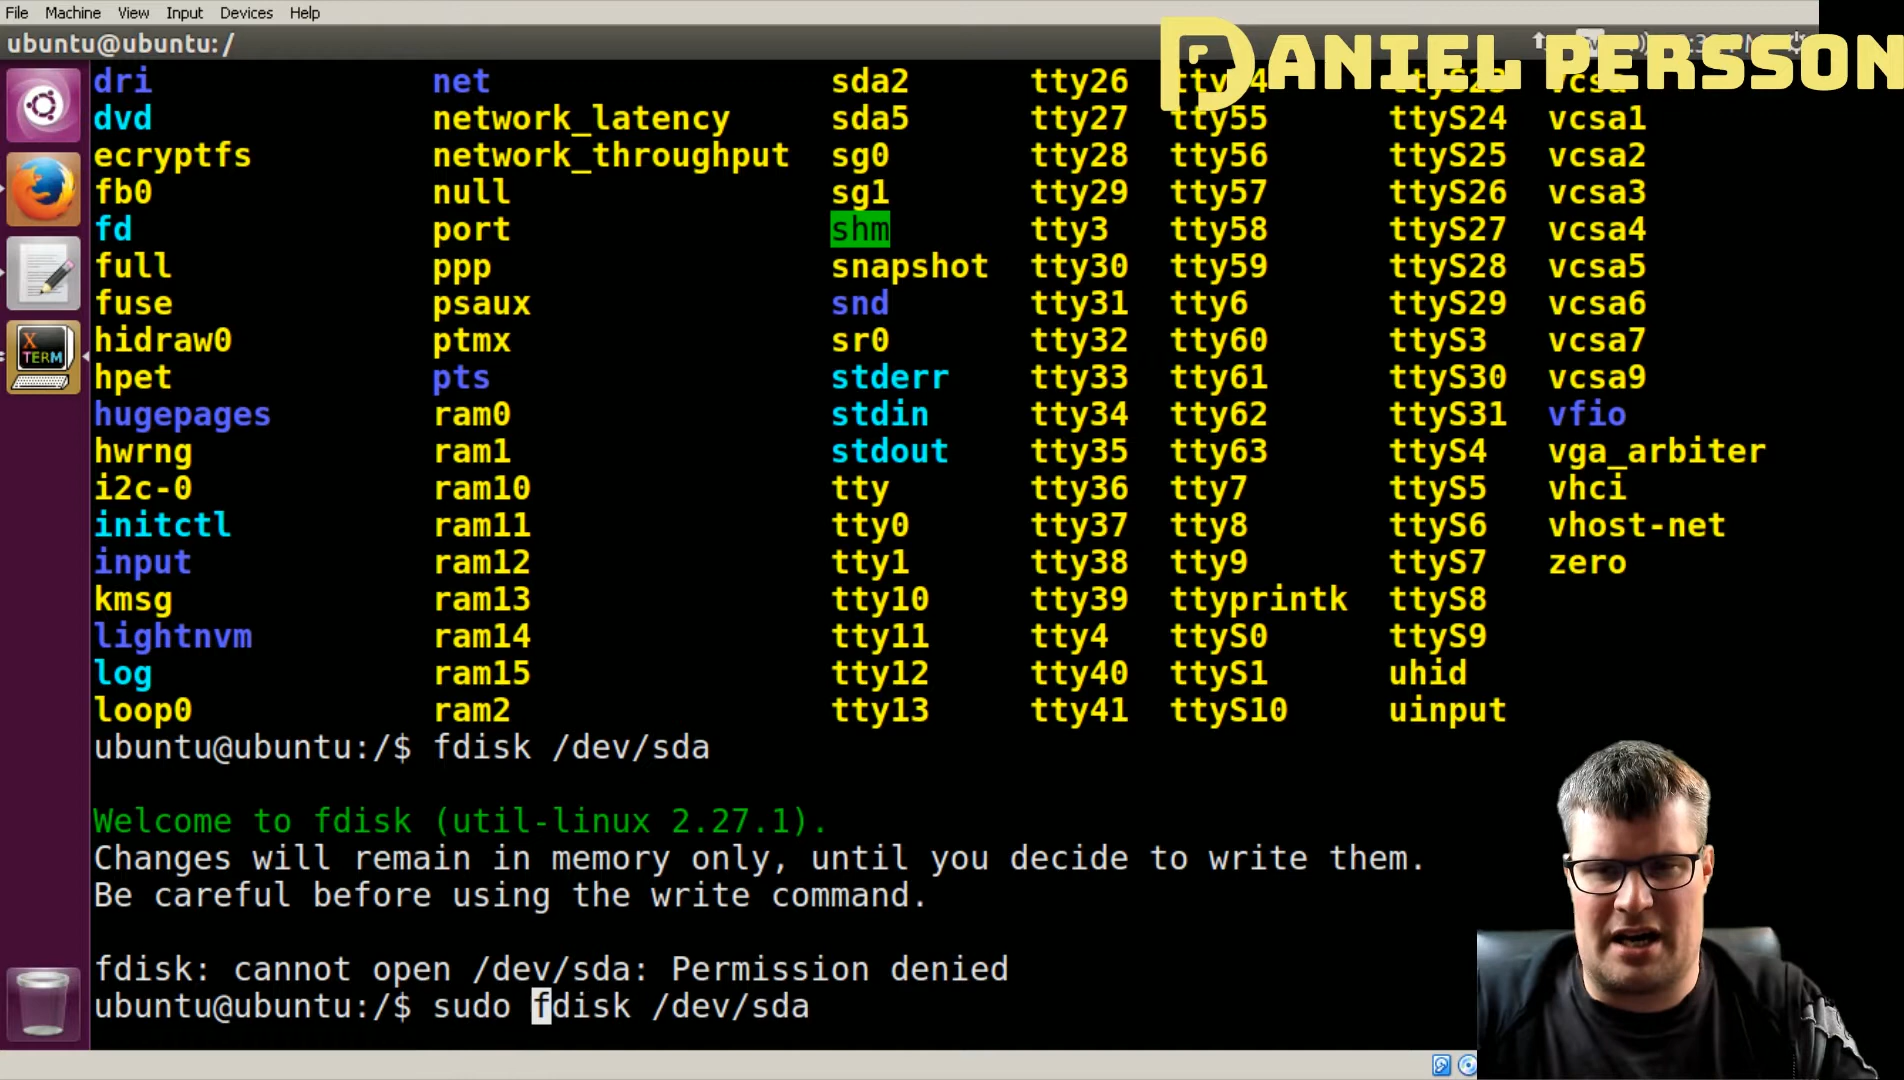 File Machine View Input Devices Help
ubuntu@ubuntu: /
DANIEL PERSSON
dri net sda2 tty26
dvd network_latency sda5 tty27 tty55 ttyS24 vcsa1
ecryptfs network_throughput sg0 tty28 tty56 ttyS25 vcsa2
fb0 null sg1 tty29 tty57 ttyS26 vcsa3
fd port shm tty3 tty58 ttyS27 vcsa4
full ppp snapshot tty30 tty59 ttyS28 vcsa5
fuse psaux snd tty31 tty6 ttyS29 vcsa6
hidraw0 ptmx sr0 tty32 tty60 ttyS3 vcsa7
hpet pts stderr tty33 tty61 ttyS30 vcsa9
hugepages ram0 stdin tty34 tty62 ttyS31 vfio
hwrng ram1 stdout tty35 tty63 ttyS4 vga_arbiter
i2c-0 ram10 tty tty36 tty7 ttyS5 vhci
initctl ram11 tty0 tty37 tty8 ttyS6 vhost-net
input ram12 tty1 tty38 tty9 ttyS7 zero
kmsg ram13 tty10 tty39 ttyprintk ttyS8
lightnvm ram14 tty11 tty4 ttyS0 ttyS9
log ram15 tty12 tty40 ttyS1 uhid
loop0 ram2 tty13 tty41 ttyS10 uinput
ubuntu@ubuntu:/$ fdisk /dev/sda
Welcome to fdisk (util-linux 2.27.1).
Changes will remain in memory only, until you decide to write them.
Be careful before using the write command.
fdisk: cannot open /dev/sda: Permission denied
ubuntu@ubuntu:/$ sudo fdisk /dev/sda
X TERM